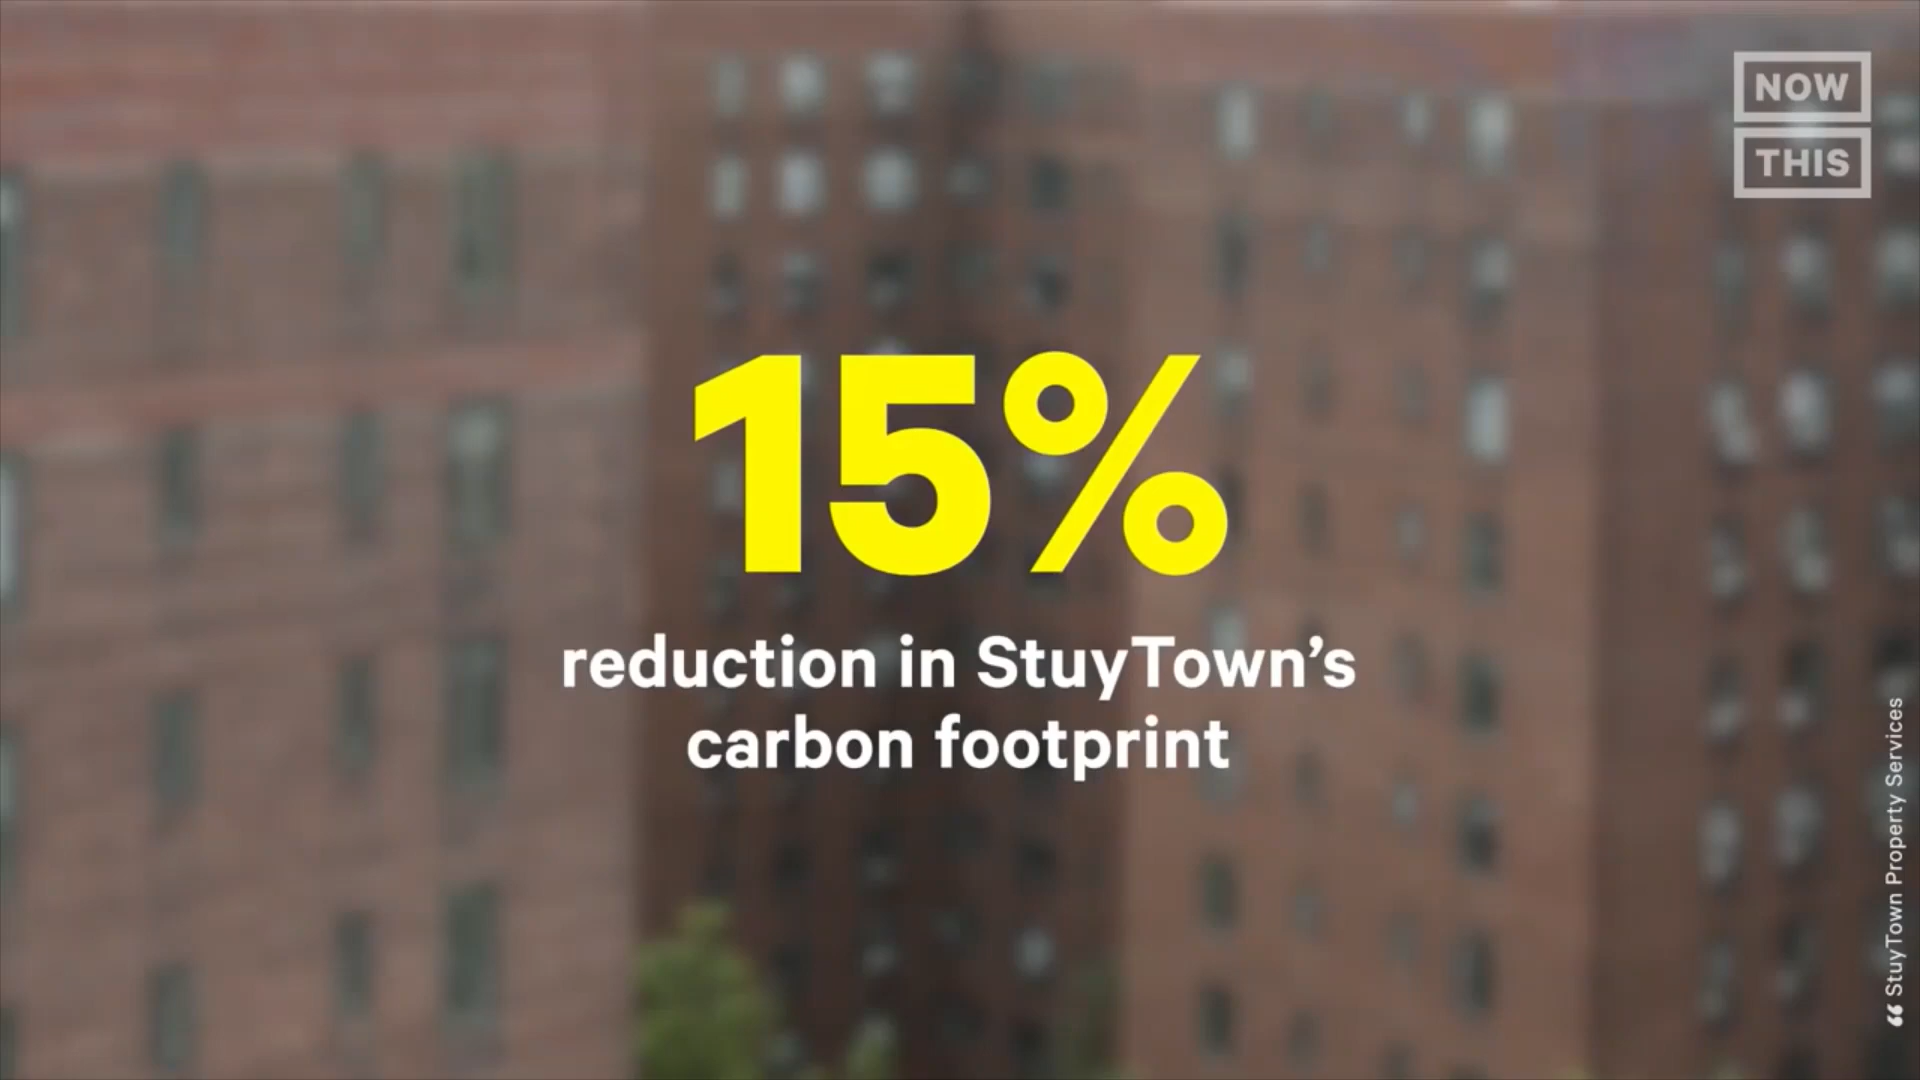 NOW
THIS
15%
reduction in StuyTown’s
carbon footprint
“ StuyTown Property Services